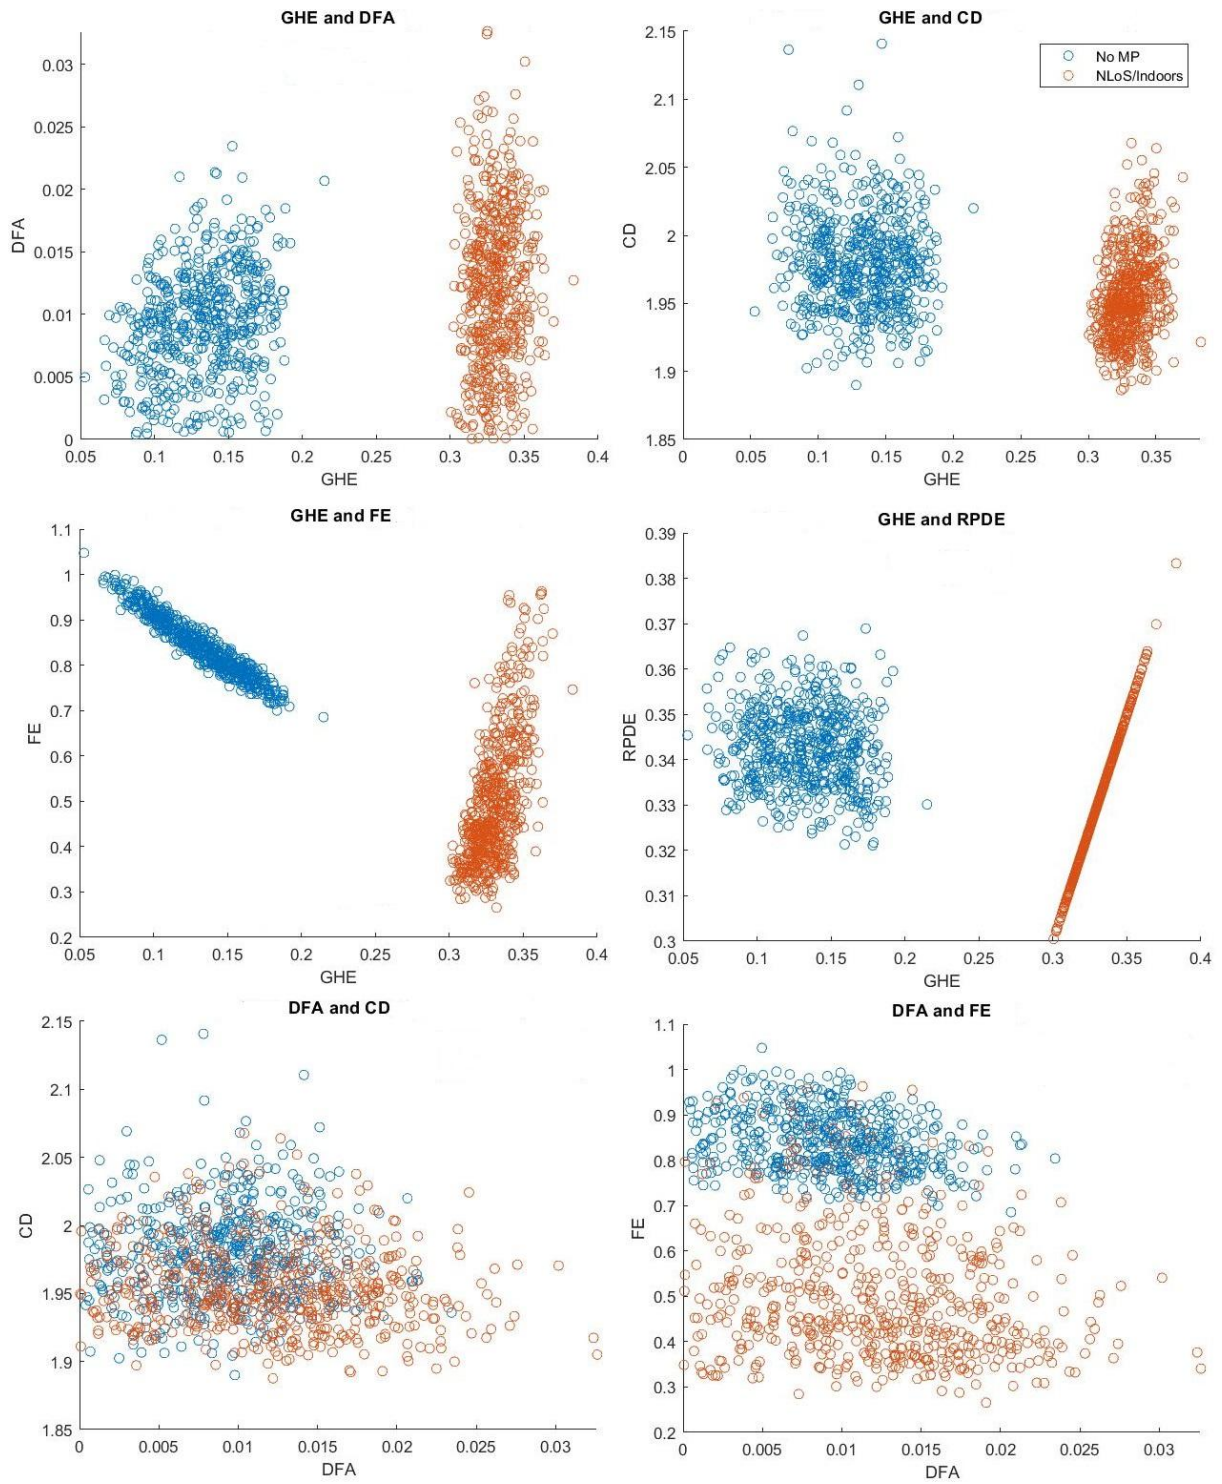 GHE and DFA
0.03
0.025
0.02
0.015
0.01
0.005
0
DFA
0.05 0.1 0.15 0.2 0.25 0.3 0.35 0.4
GHE
GHE and CD
2.15
2.1
2.05
2
1.95
1.9
1.85
CD
No MP
NLoS/Indoors
0 0.05 0.1 0.15 0.2 0.25 0.3 0.35
GHE
GHE and FE
1.1
1
0.9
0.8
0.7
0.6
0.5
0.4
0.3
0.2
FE
0.05 0.1 0.15 0.2 0.25 0.3 0.35 0.4
GHE
GHE and RPDE
0.39
0.38
0.37
0.36
0.35
0.34
0.33
0.32
0.31
0.3
RPDE
0.05 0.1 0.15 0.2 0.25 0.3 0.35 0.4
GHE
DFA and CD
2.15
2.1
2.05
2
1.95
1.9
1.85
CD
0 0.005 0.01 0.015 0.02 0.025 0.03
DFA
DFA and FE
1.1
1
0.9
0.8
0.7
0.6
0.5
0.4
0.3
0.2
FE
0 0.005 0.01 0.015 0.02 0.025 0.03
DFA